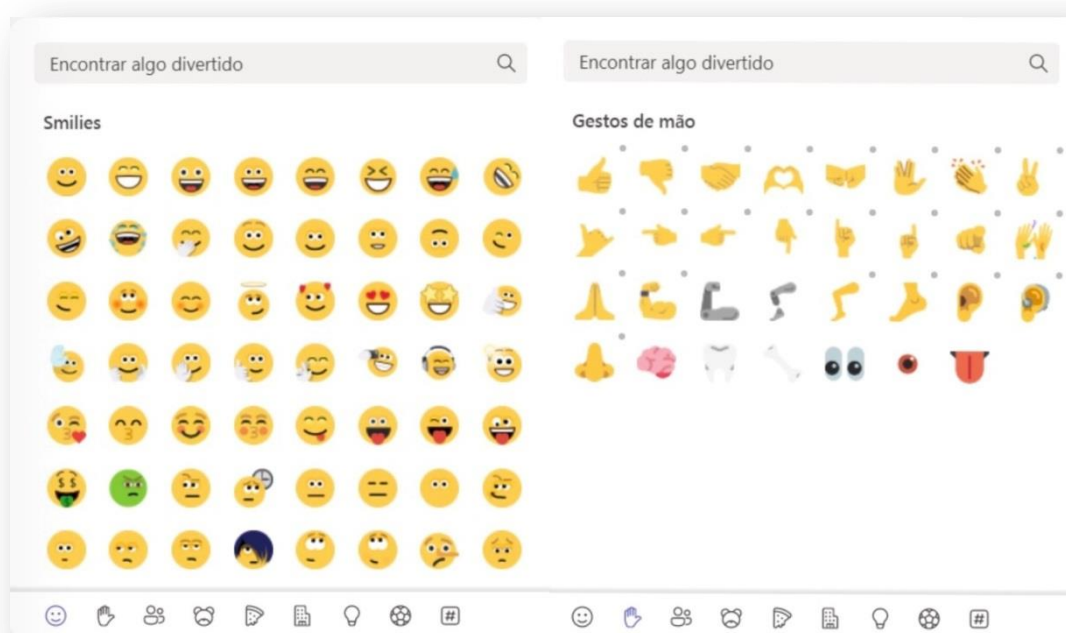 Encontrar algo divertido
Smilies
Encontrar algo divertido
Gestos de mão